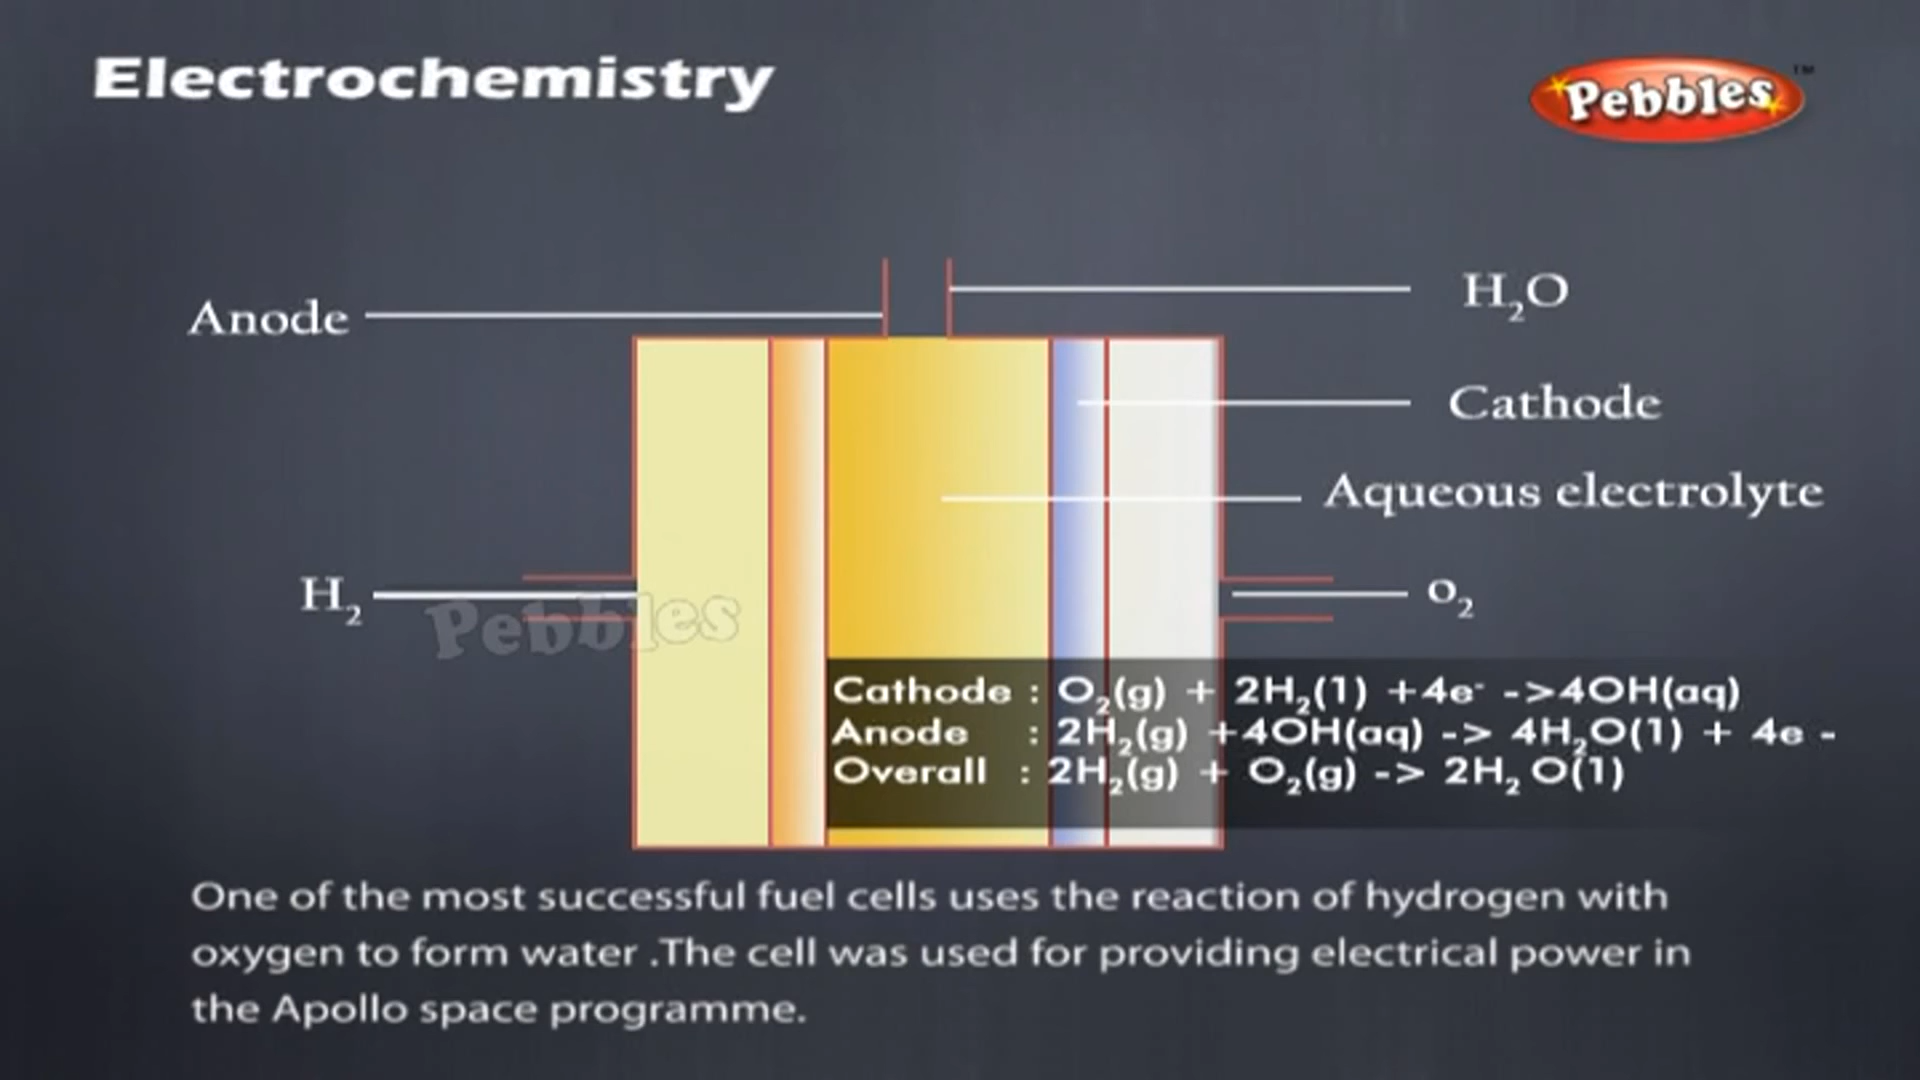 Electrochemistry
Pebbles™
H₂O
Anode
Cathode
Aqueous electrolyte
H₂
O₂
Pebbles
Cathode : O₂(g) + 2H₂(1) +4e⁻ ->4OH(aq)
Anode : 2H₂(g) +4OH(aq) -> 4H₂O(1) + 4e -
Overall : 2H₂(g) + O₂(g) -> 2H₂ O(1)
One of the most successful fuel cells uses the reaction of hydrogen with
oxygen to form water .The cell was used for providing electrical power in
the Apollo space programme.